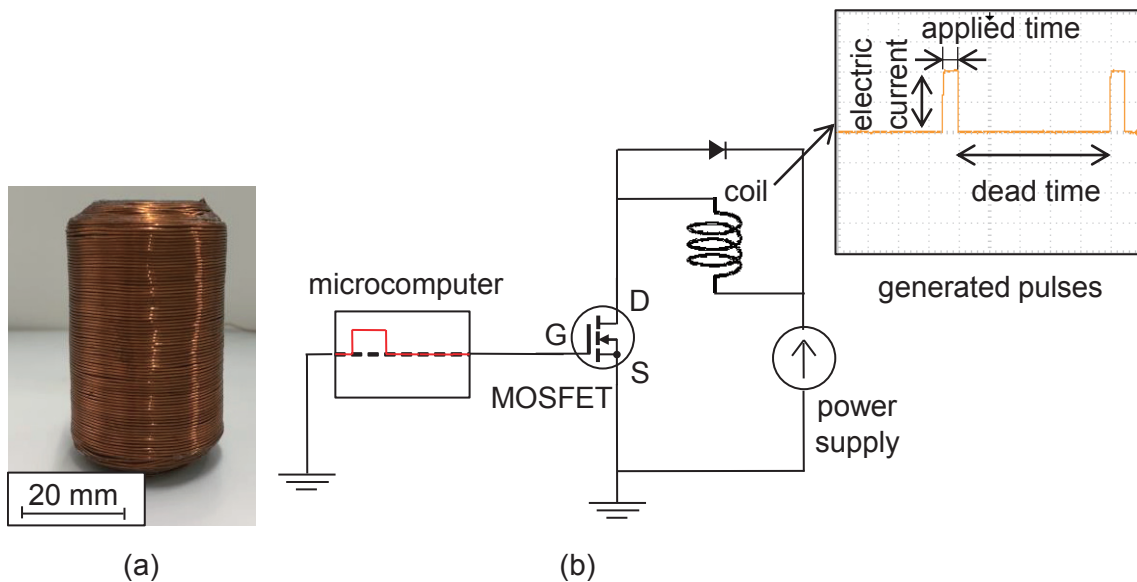 applied time
electric
current
dead time
generated pulses
coil
microcomputer
D
G
S
MOSFET
power
supply
20 mm
(a)
(b)